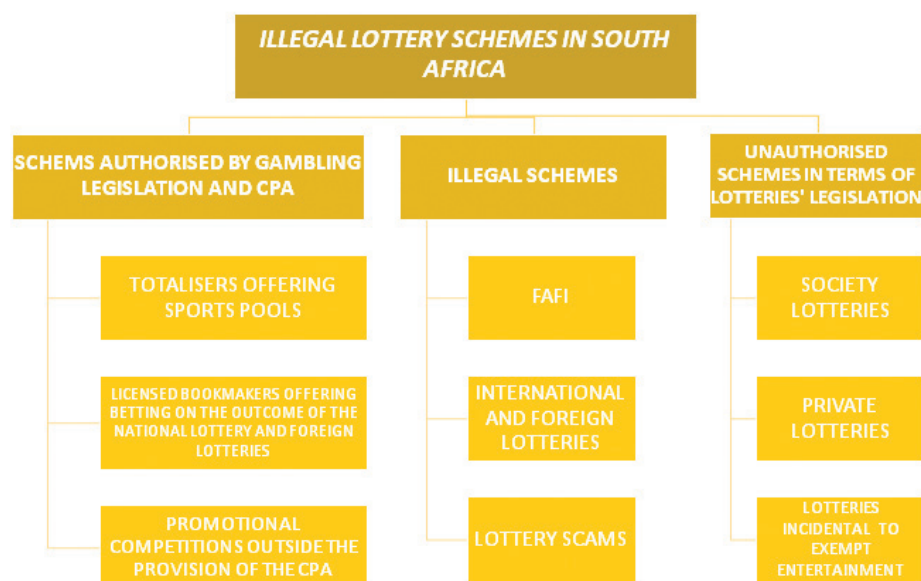 ILLEGAL LOTTERY SCHEMES IN SOUTH
AFRICA
SCHEMS AUTHORISED BY GAMBLING
LEGISLATION AND CPA
TOTALISERS OFFERING
SPORTS POOLS
LICENSED BOOKMAKERS OFFERING
BETTING ON THE OUTCOME OF THE
NATIONAL LOTTERY AND FOREIGN
LOTTERIES
PROMOTIONAL
COMPETITIONS OUTSIDE THE
PROVISION OF THE CPA
ILLEGAL SCHEMES
FAFI
INTERNATIONAL
AND FOREIGN
LOTTERIES
LOTTERY SCAMS
UNAUTHORISED
SCHEMES IN TERMS OF
LOTTERIES' LEGISLATION
SOCIETY
LOTTERIES
PRIVATE
LOTTERIES
LOTTERIES
INCIDENTAL TO
EXEMPT
ENTERTAINMENT